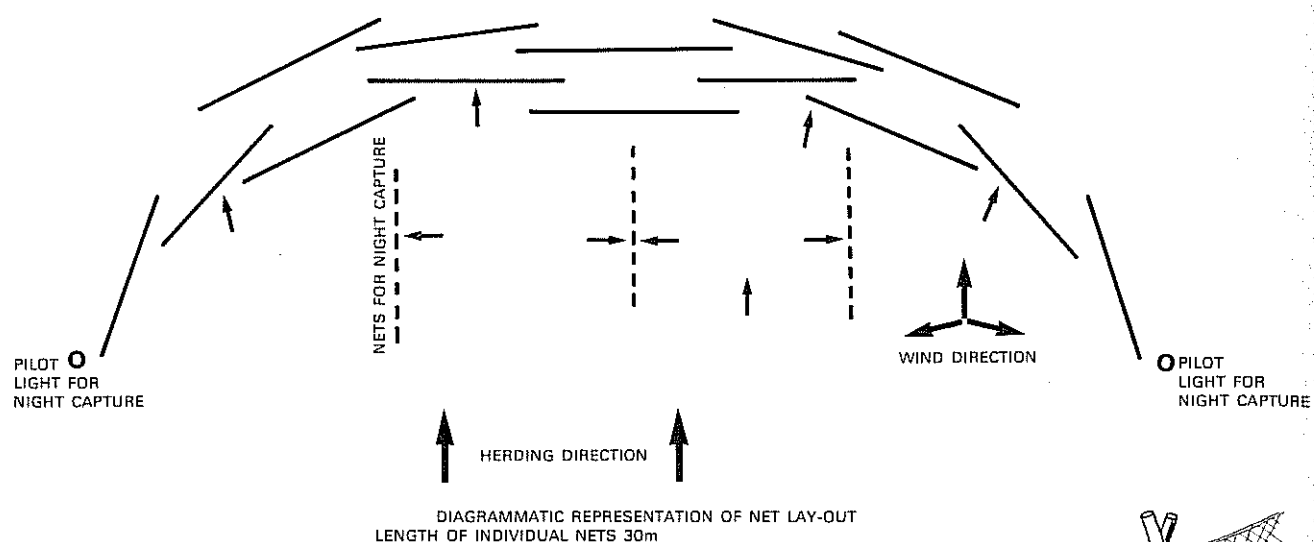 NETS FOR NIGHT CAPTURE
PILOT O
LIGHT FOR
NIGHT CAPTURE
WIND DIRECTION
O PILOT
LIGHT FOR
NIGHT CAPTURE
HERDING DIRECTION
DIAGRAMMATIC REPRESENTATION OF NET LAY-OUT
LENGTH OF INDIVIDUAL NETS 30m